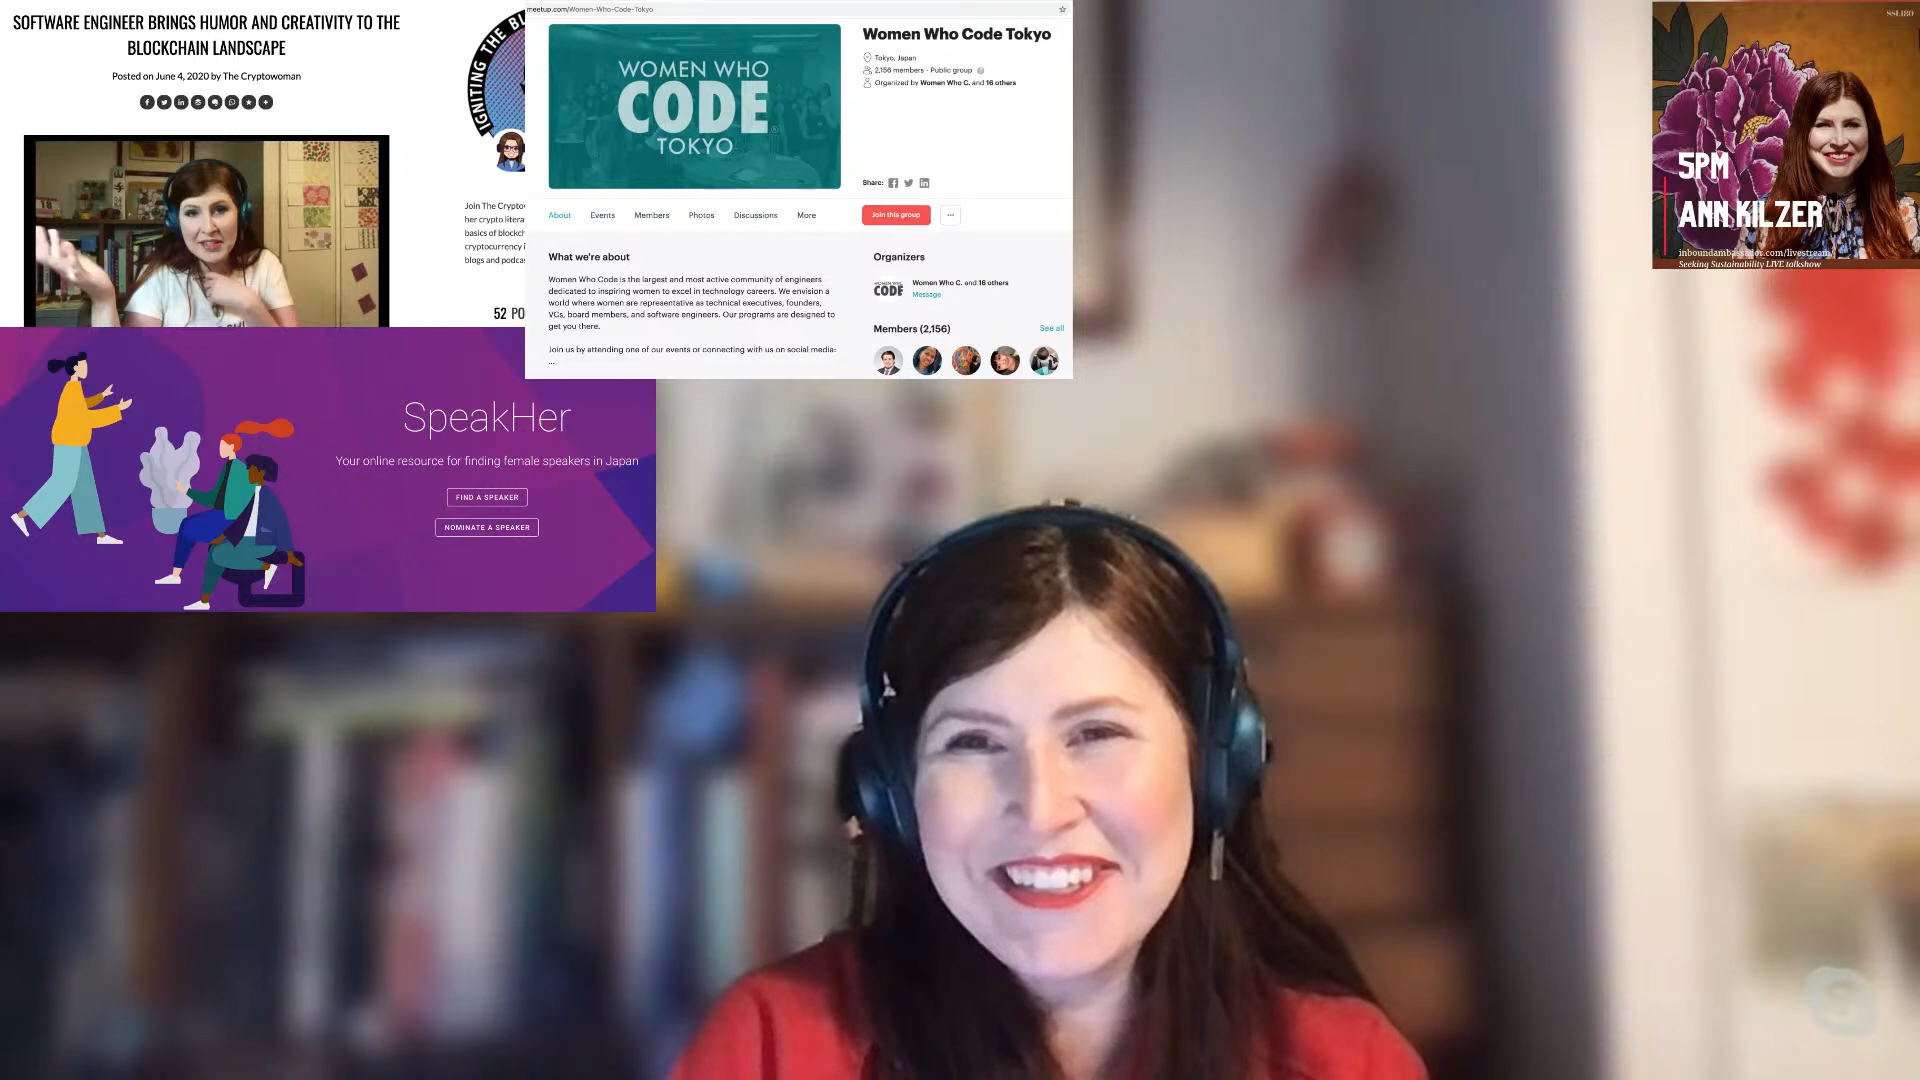 SOFTWARE ENGINEER BRINGS HUMOR AND CREATIVITY TO THE
BLOCKCHAIN LANDSCAPE
Posted on June 4, 2020 by The Cryptowoman
IGNITING THE BL
Join The Crypto
her crypto litera
basics of blockch
cryptocurrency i
blogs and podca
52 PO
meetup.com/Women-Who-Code-Tokyo
WOMEN WHO
CODE
TOKYO
Women Who Code Tokyo
Tokyo, Japan
2,156 members · Public group
Organized by Women Who C. and 16 others
Share:
About Events Members Photos Discussions More
Join this group
What we're about
Women Who Code is the largest and most active community of engineers
dedicated to inspiring women to excel in technology careers. We envision a
world where women are representative as technical executives, founders,
VCs, board members, and software engineers. Our programs are designed to
get you there.
Join us by attending one of our events or connecting with us on social media:
...
Organizers
WOMEN WHO
CODE
Women Who C. and 16 others
Message
Members (2,156)
See all
SpeakHer
Your online resource for finding female speakers in Japan
FIND A SPEAKER
NOMINATE A SPEAKER
SSL180
5PM
ANN KILZER
inboundambassador.com/livestream/
Seeking Sustainability LIVE talkshow